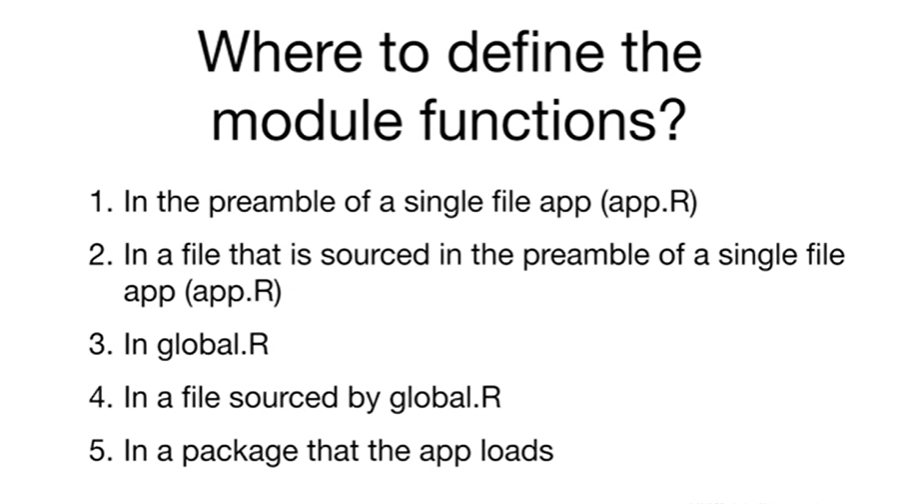 Where to define the
module functions?
1. In the preamble of a single file app (app.R)
2. In a file that is sourced in the preamble of a single file
app (app.R)
3. In global.R
4. In a file sourced by global.R
5. In a package that the app loads